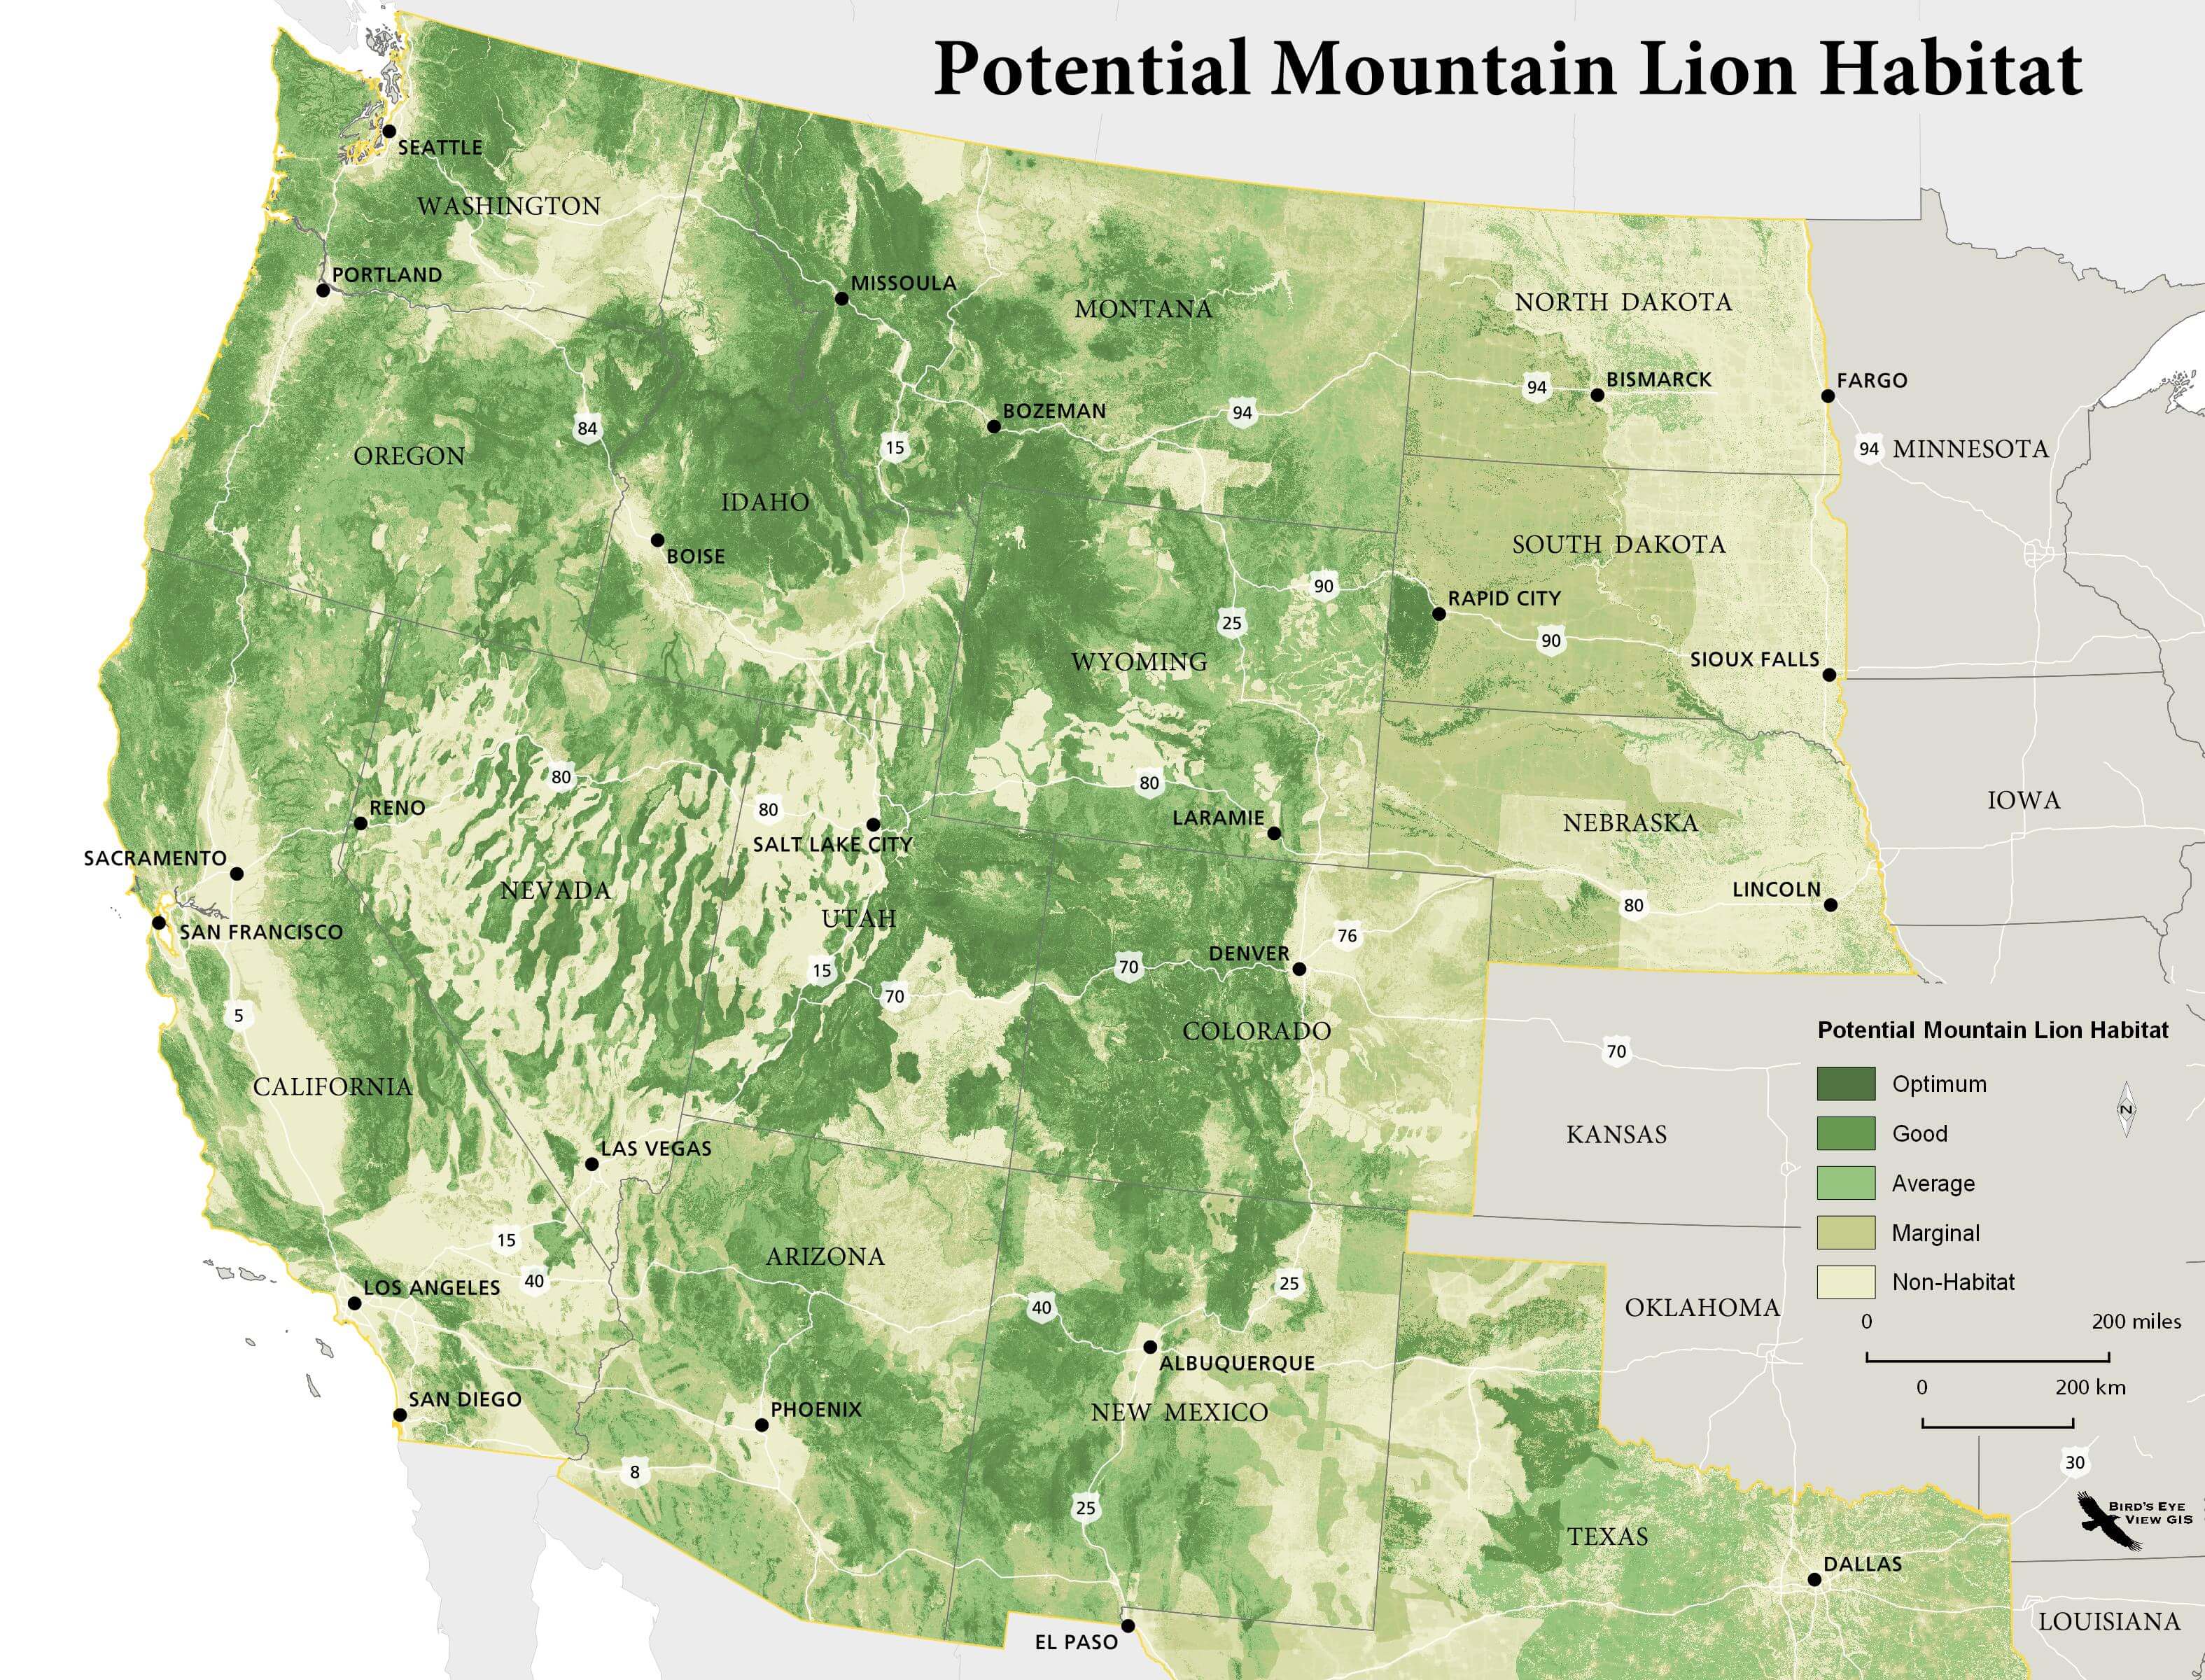 Potential Mountain Lion Habitat
SEATTLE
WASHINGTON
PORTLAND
MISSOULA
MONTANA
NORTH DAKOTA
94
BISMARCK
FARGO
BOZEMAN
94
84
15
94
MINNESOTA
OREGON
IDAHO
BOISE
SOUTH DAKOTA
90
RAPID CITY
25
90
WYOMING
SIOUX FALLS
80
80
80
RENO
LARAMIE
NEBRASKA
IOWA
SALT LAKE CITY
SACRAMENTO
NEVADA
LINCOLN
80
UTAH
SAN FRANCISCO
76
DENVER
15
70
70
5
COLORADO
70
CALIFORNIA
KANSAS
LAS VEGAS
Potential Mountain Lion Habitat
Optimum
Good
Average
Marginal
Non-Habitat
N
0 200 miles
0 200 km
15
ARIZONA
40
LOS ANGELES
25
40
OKLAHOMA
ALBUQUERQUE
SAN DIEGO
PHOENIX
NEW MEXICO
8
25
30
BIRD'S EYE
VIEW GIS
TEXAS
DALLAS
EL PASO
LOUISIANA